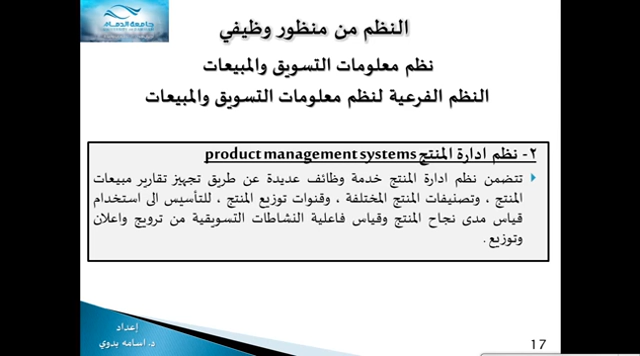 جامعة الدمام
النظم من منظور وظيفي
نظم معلومات التسويق والمبيعات
النظم الفرعية لنظم معلومات التسويق والمبيعات
٢- نظم ادارة المنتج product management systems
تتضمن نظم ادارة المنتج خدمة وظائف عديدة عن طريق تجهيز تقارير مبيعات
المنتج ، وتصنيفات المنتج المختلفة ، وقنوات توزيع المنتج ، للتأسيس الى استخدام
قياس مدى نجاح المنتج وقياس فاعلية النشاطات التسويقية من ترويج واعلان
وتوزيع .
إعداد
د. اسامه بدوي
17